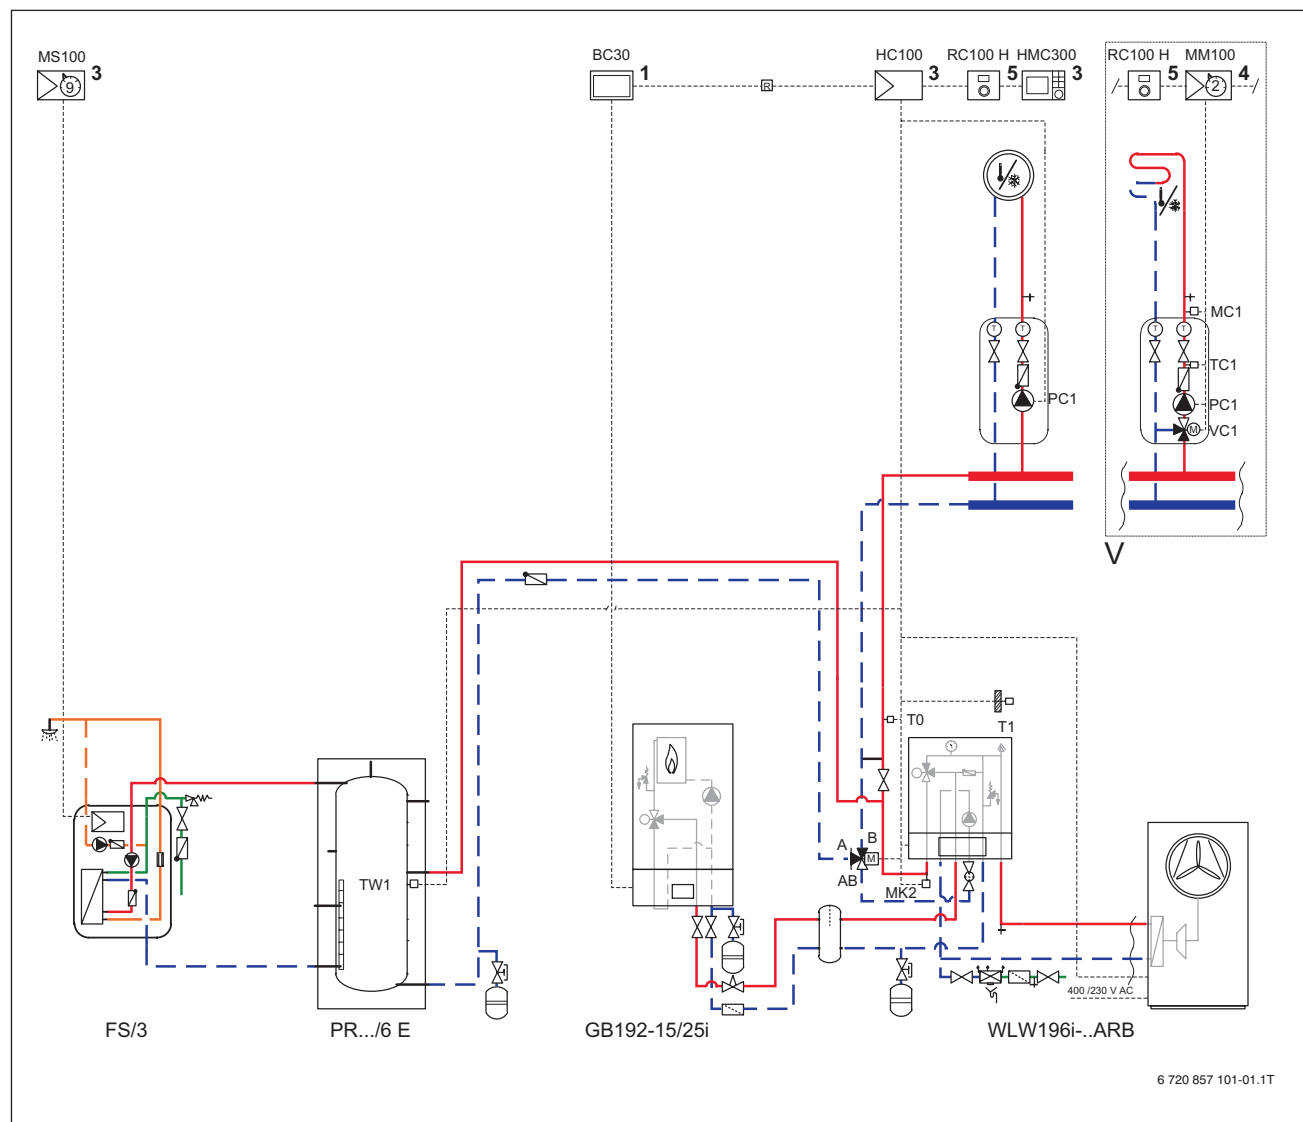 MS100 3
9
BC30 1
R
HC100 3
RC100 H 5
HMC300 3
RC100 H 5
MM100 4
2
T T
PC1
T T
MC1
TC1
PC1
M VC1
V
T0
T1
A B
M
AB
MK2
TW1
400 /230 V AC
FS/3
PR.../6 E
GB192-15/25i
WLW196i-..ARB
6 720 857 101-01.1T